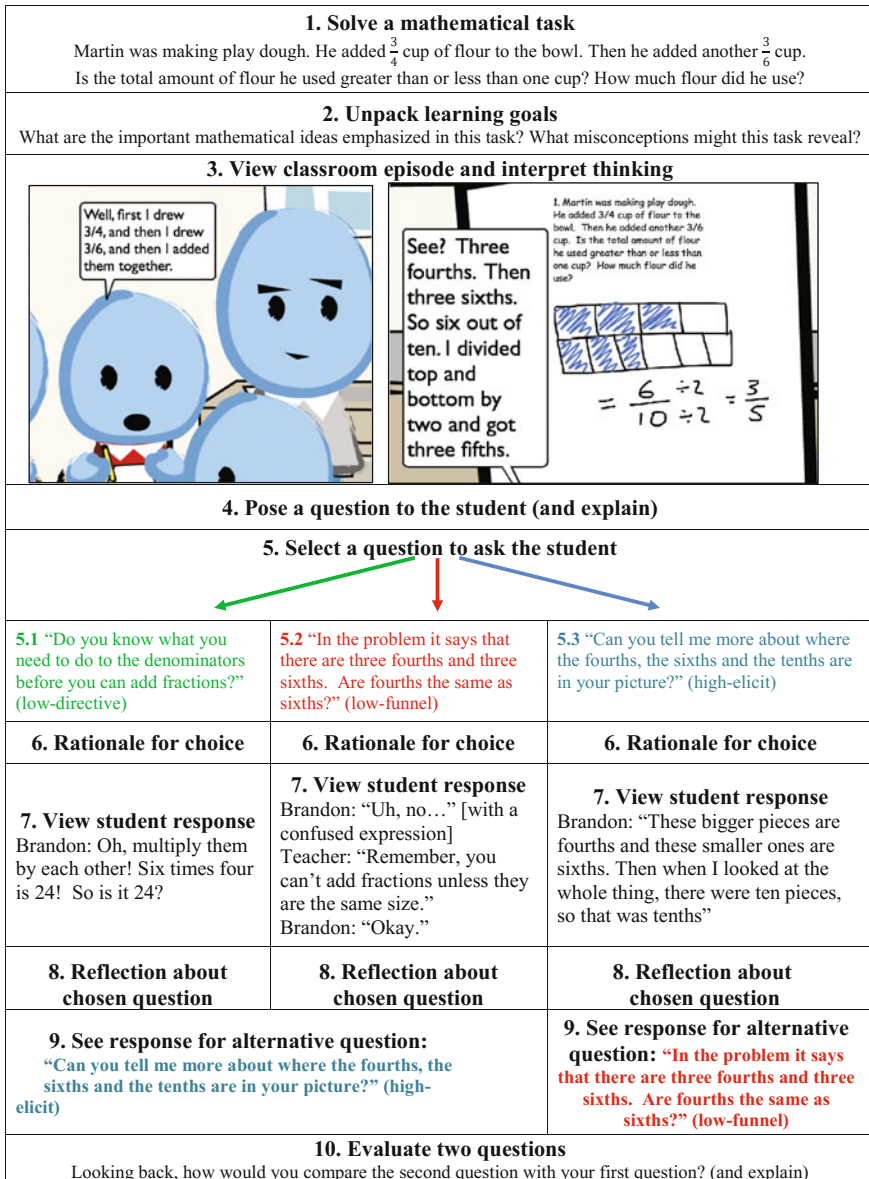 1. Solve a mathematical task
Martin was making play dough. He added 3/4 cup of flour to the bowl. Then he added another 3/6 cup.
Is the total amount of flour he used greater than or less than one cup? How much flour did he use?
2. Unpack learning goals
What are the important mathematical ideas emphasized in this task? What misconceptions might this task reveal?
3. View classroom episode and interpret thinking
Well, first I drew
3/4, and then I drew
3/6, and then I added
them together.
See? Three
fourths. Then
three sixths.
So six out of
ten. I divided
top and
bottom by
two and got
three fifths.
1. Martin was making play dough.
He added 3/4 cup of flour to the
bowl. Then he added another 3/6
cup. Is the total amount of flour
he used greater than or less than
one cup? How much flour did he
use?
= 6/10 ÷2/÷2 = 3/5
4. Pose a question to the student (and explain)
5. Select a question to ask the student
5.1 “Do you know what you
need to do to the denominators
before you can add fractions?”
(low-directive)
5.2 “In the problem it says that
there are three fourths and three
sixths. Are fourths the same as
sixths?” (low-funnel)
5.3 “Can you tell me more about where
the fourths, the sixths and the tenths are
in your picture?” (high-elicit)
6. Rationale for choice
6. Rationale for choice
6. Rationale for choice
7. View student response
Brandon: Oh, multiply them
by each other! Six times four
is 24! So is it 24?
7. View student response
Brandon: “Uh, no…” [with a
confused expression]
Teacher: “Remember, you
can’t add fractions unless they
are the same size.”
Brandon: “Okay.”
7. View student response
Brandon: “These bigger pieces are
fourths and these smaller ones are
sixths. Then when I looked at the
whole thing, there were ten pieces,
so that was tenths”
8. Reflection about
chosen question
8. Reflection about
chosen question
8. Reflection about
chosen question
9. See response for alternative question:
“Can you tell me more about where the fourths, the
sixths and the tenths are in your picture?” (high-
elicit)
9. See response for alternative
question: “In the problem it says
that there are three fourths and three
sixths. Are fourths the same as
sixths?” (low-funnel)
10. Evaluate two questions
Looking back, how would you compare the second question with your first question? (and explain)